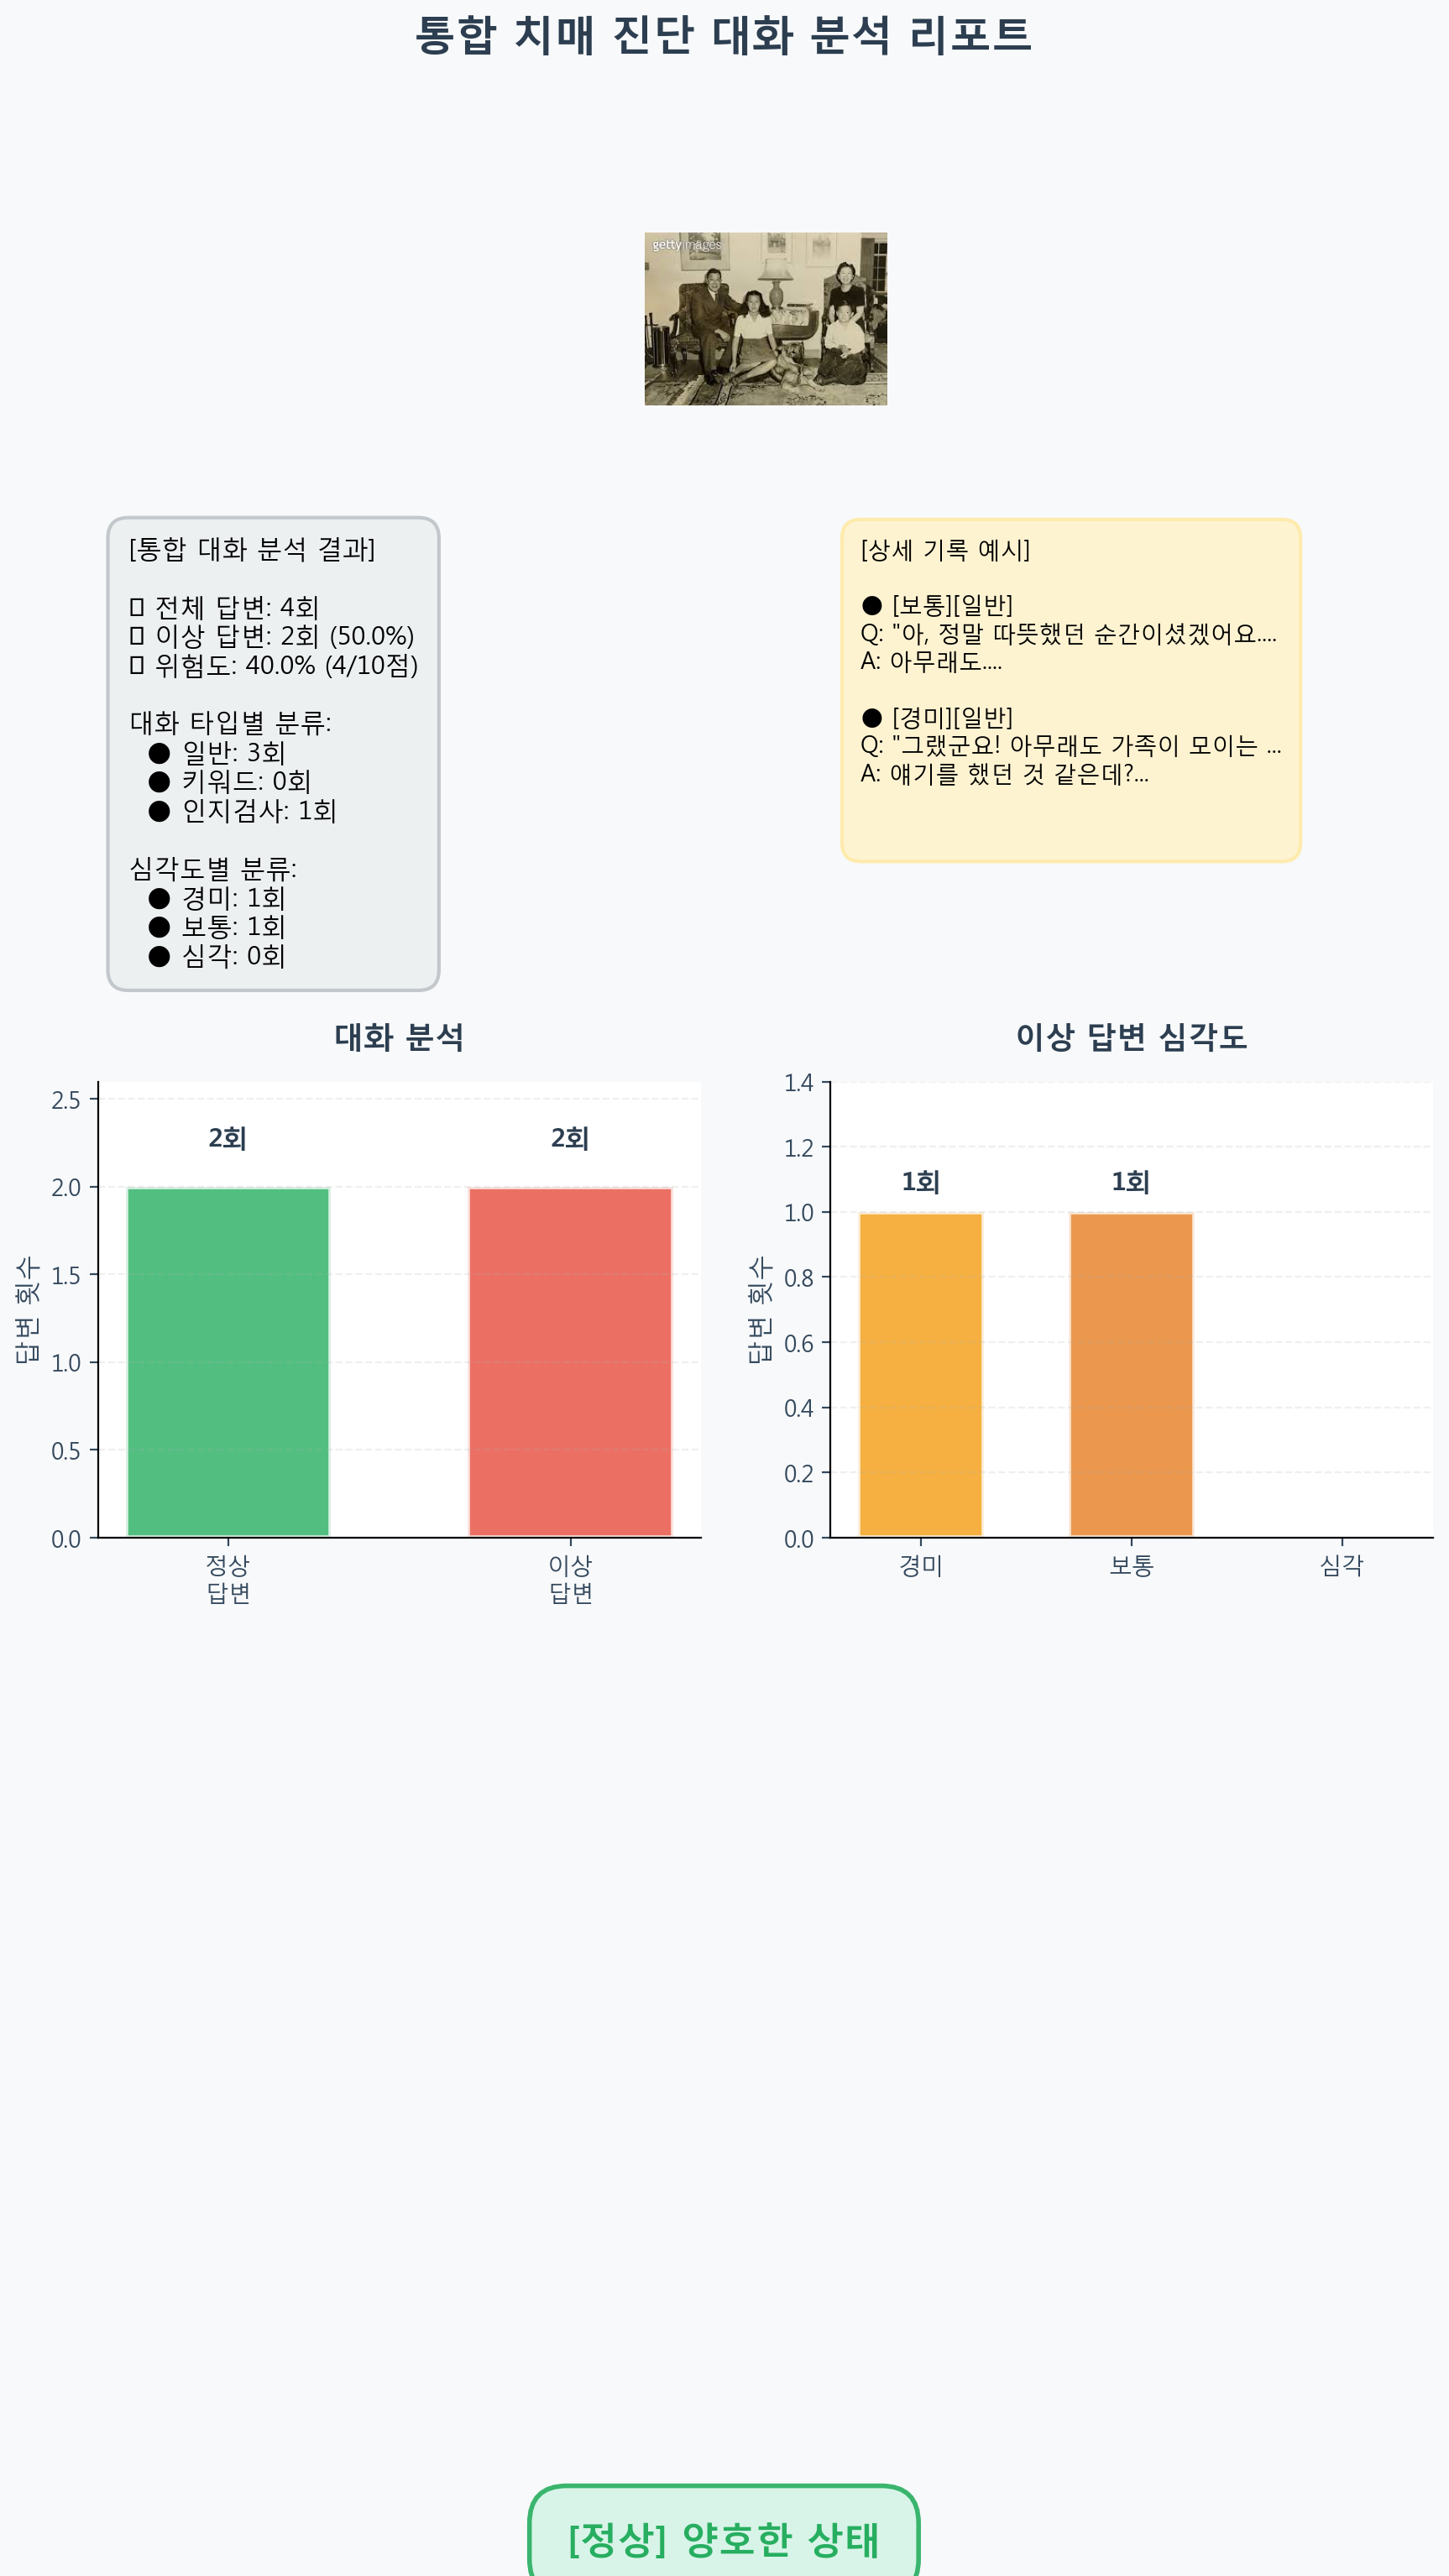 통합 치매 진단 대화 분석 리포트
gettyimages
[통합 대화 분석 결과]
▯ 전체 답변: 4회
▯ 이상 답변: 2회 (50.0%)
▯ 위험도: 40.0% (4/10점)
대화 타입별 분류:
● 일반: 3회
● 키워드: 0회
● 인지검사: 1회
심각도별 분류:
● 경미: 1회
● 보통: 1회
● 심각: 0회
[상세 기록 예시]
● [보통][일반]
Q: "아, 정말 따뜻했던 순간이셨겠어요....
A: 아무래도....
● [경미][일반]
Q: "그랬군요! 아무래도 가족이 모이는 ...
A: 얘기를 했던 것 같은데?...
대화 분석
답변 횟수
2.5
2.0
1.5
1.0
0.5
0.0
2회
2회
정상
답변
이상
답변
이상 답변 심각도
답변 횟수
1.4
1.2
1.0
0.8
0.6
0.4
0.2
0.0
1회
1회
경미
보통
심각
[정상] 양호한 상태